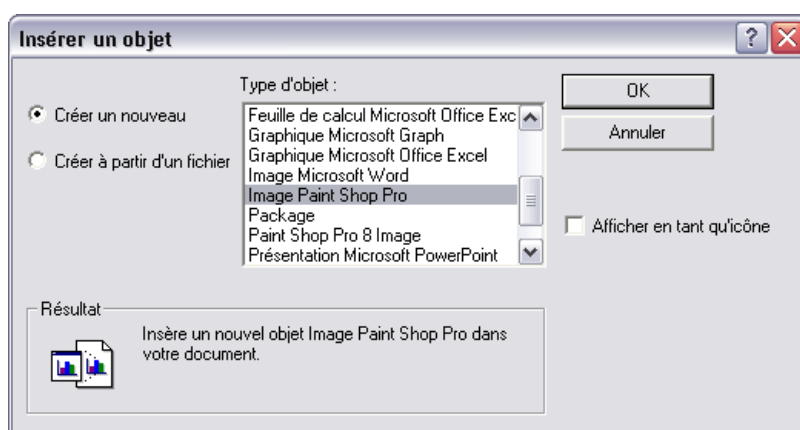 Insérer un objet
Type d'objet :
Créer un nouveau
Créer à partir d'un fichier
Feuille de calcul Microsoft Office Exc
Graphique Microsoft Graph
Graphique Microsoft Office Excel
Image Microsoft Word
Image Paint Shop Pro
Package
Paint Shop Pro 8 Image
Présentation Microsoft PowerPoint
OK
Annuler
Afficher en tant qu'icône
Résultat
Insère un nouvel objet Image Paint Shop Pro dans
votre document.